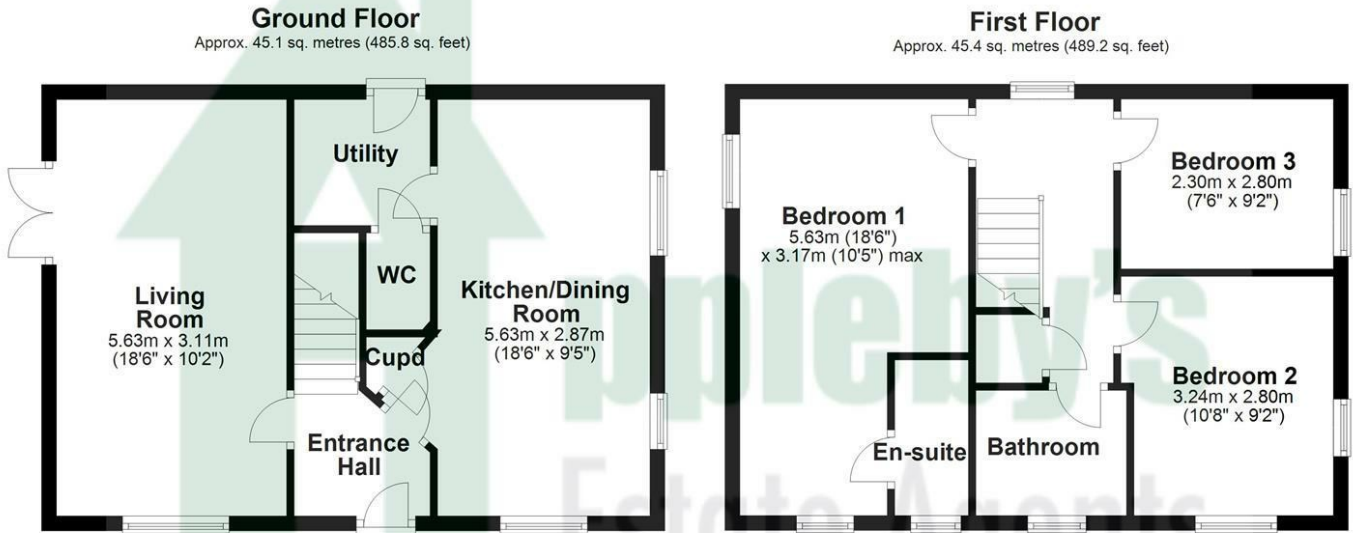 Ground Floor
Approx. 45.1 sq. metres (485.8 sq. feet)
Utility
WC
Living
Room
5.63m x 3.11m
(18'6" x 10'2")
Kitchen/Dining
Room
5.63m x 2.87m
(18'6" x 9'5")
Cupd
Entrance
Hall
First Floor
Approx. 45.4 sq. metres (489.2 sq. feet)
Bedroom 1
5.63m (18'6")
x 3.17m (10'5") max
Bedroom 3
2.30m x 2.80m
(7'6" x 9'2")
Bedroom 2
3.24m x 2.80m
(10'8" x 9'2")
En-suite
Bathroom
ppleby's
Estate Agents